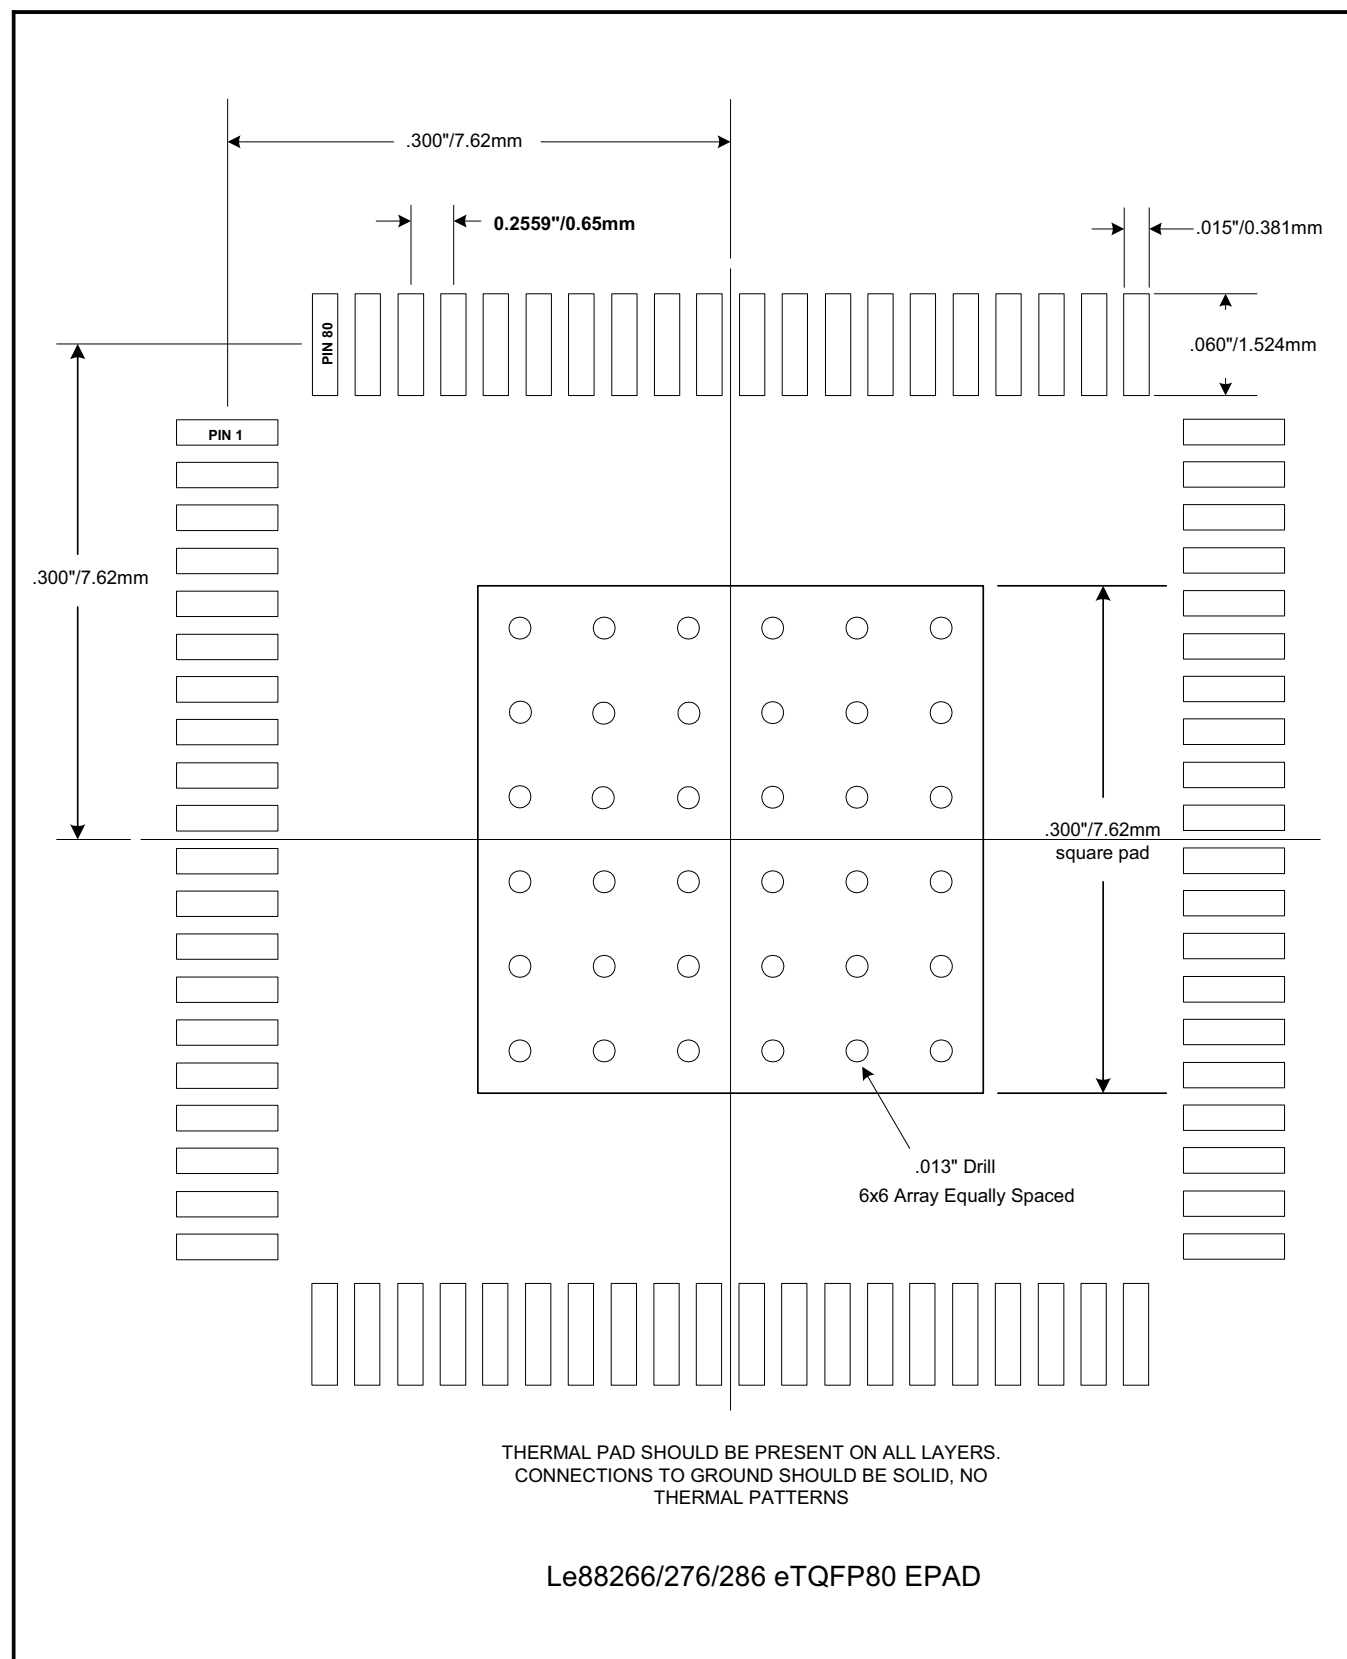 .300"/7.62mm
0.2559"/0.65mm
.015"/0.381mm
PIN 80
.060"/1.524mm
PIN 1
.300"/7.62mm
.300"/7.62mm
square pad
.013" Drill
6x6 Array Equally Spaced
THERMAL PAD SHOULD BE PRESENT ON ALL LAYERS.
CONNECTIONS TO GROUND SHOULD BE SOLID, NO
THERMAL PATTERNS
Le88266/276/286 eTQFP80 EPAD